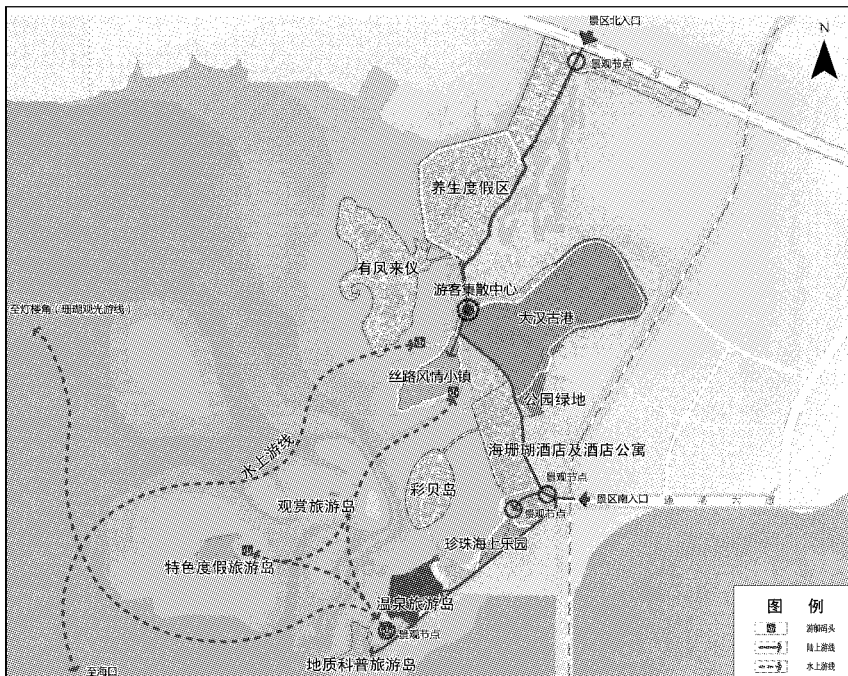 景区北入口
N
景观节点
养生度假区
有凤来仪
游客集散中心
至灯楼角（珊瑚观光游线）
大汉古港
丝路风情小镇
公园绿地
水上游线
海珊瑚酒店及酒店公寓
景观节点
彩贝岛
观赏旅游岛
景区南入口
景观节点
珍珠海上乐园
特色度假旅游岛
温泉旅游岛
景观节点
地质科普旅游岛
至海口
图 例
游船码头
陆上游线
水上游线